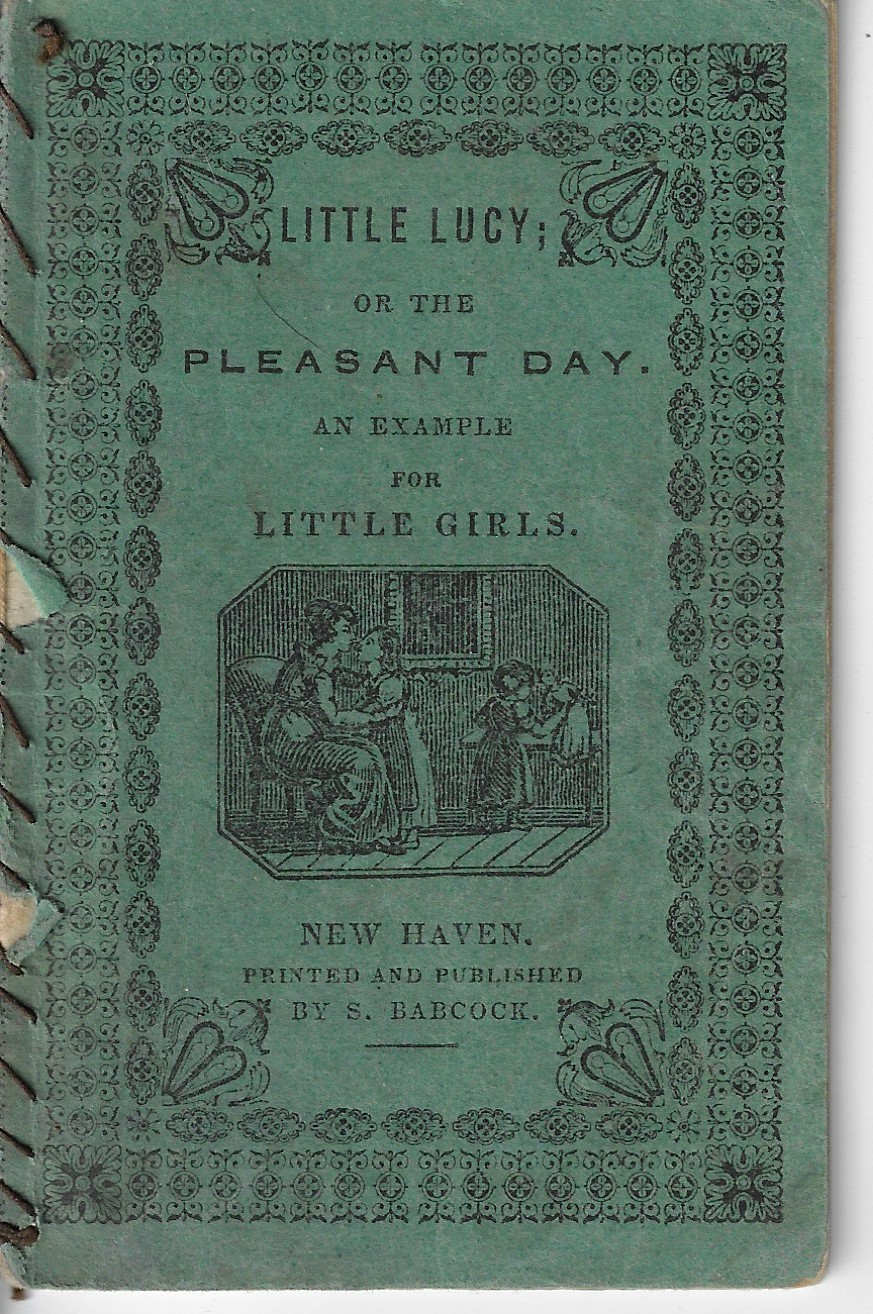 LITTLE LUCY;
OR THE
PLEASANT DAY.
AN EXAMPLE
FOR
LITTLE GIRLS.
NEW HAVEN.
PRINTED AND PUBLISHED
BY S. BABCOCK.